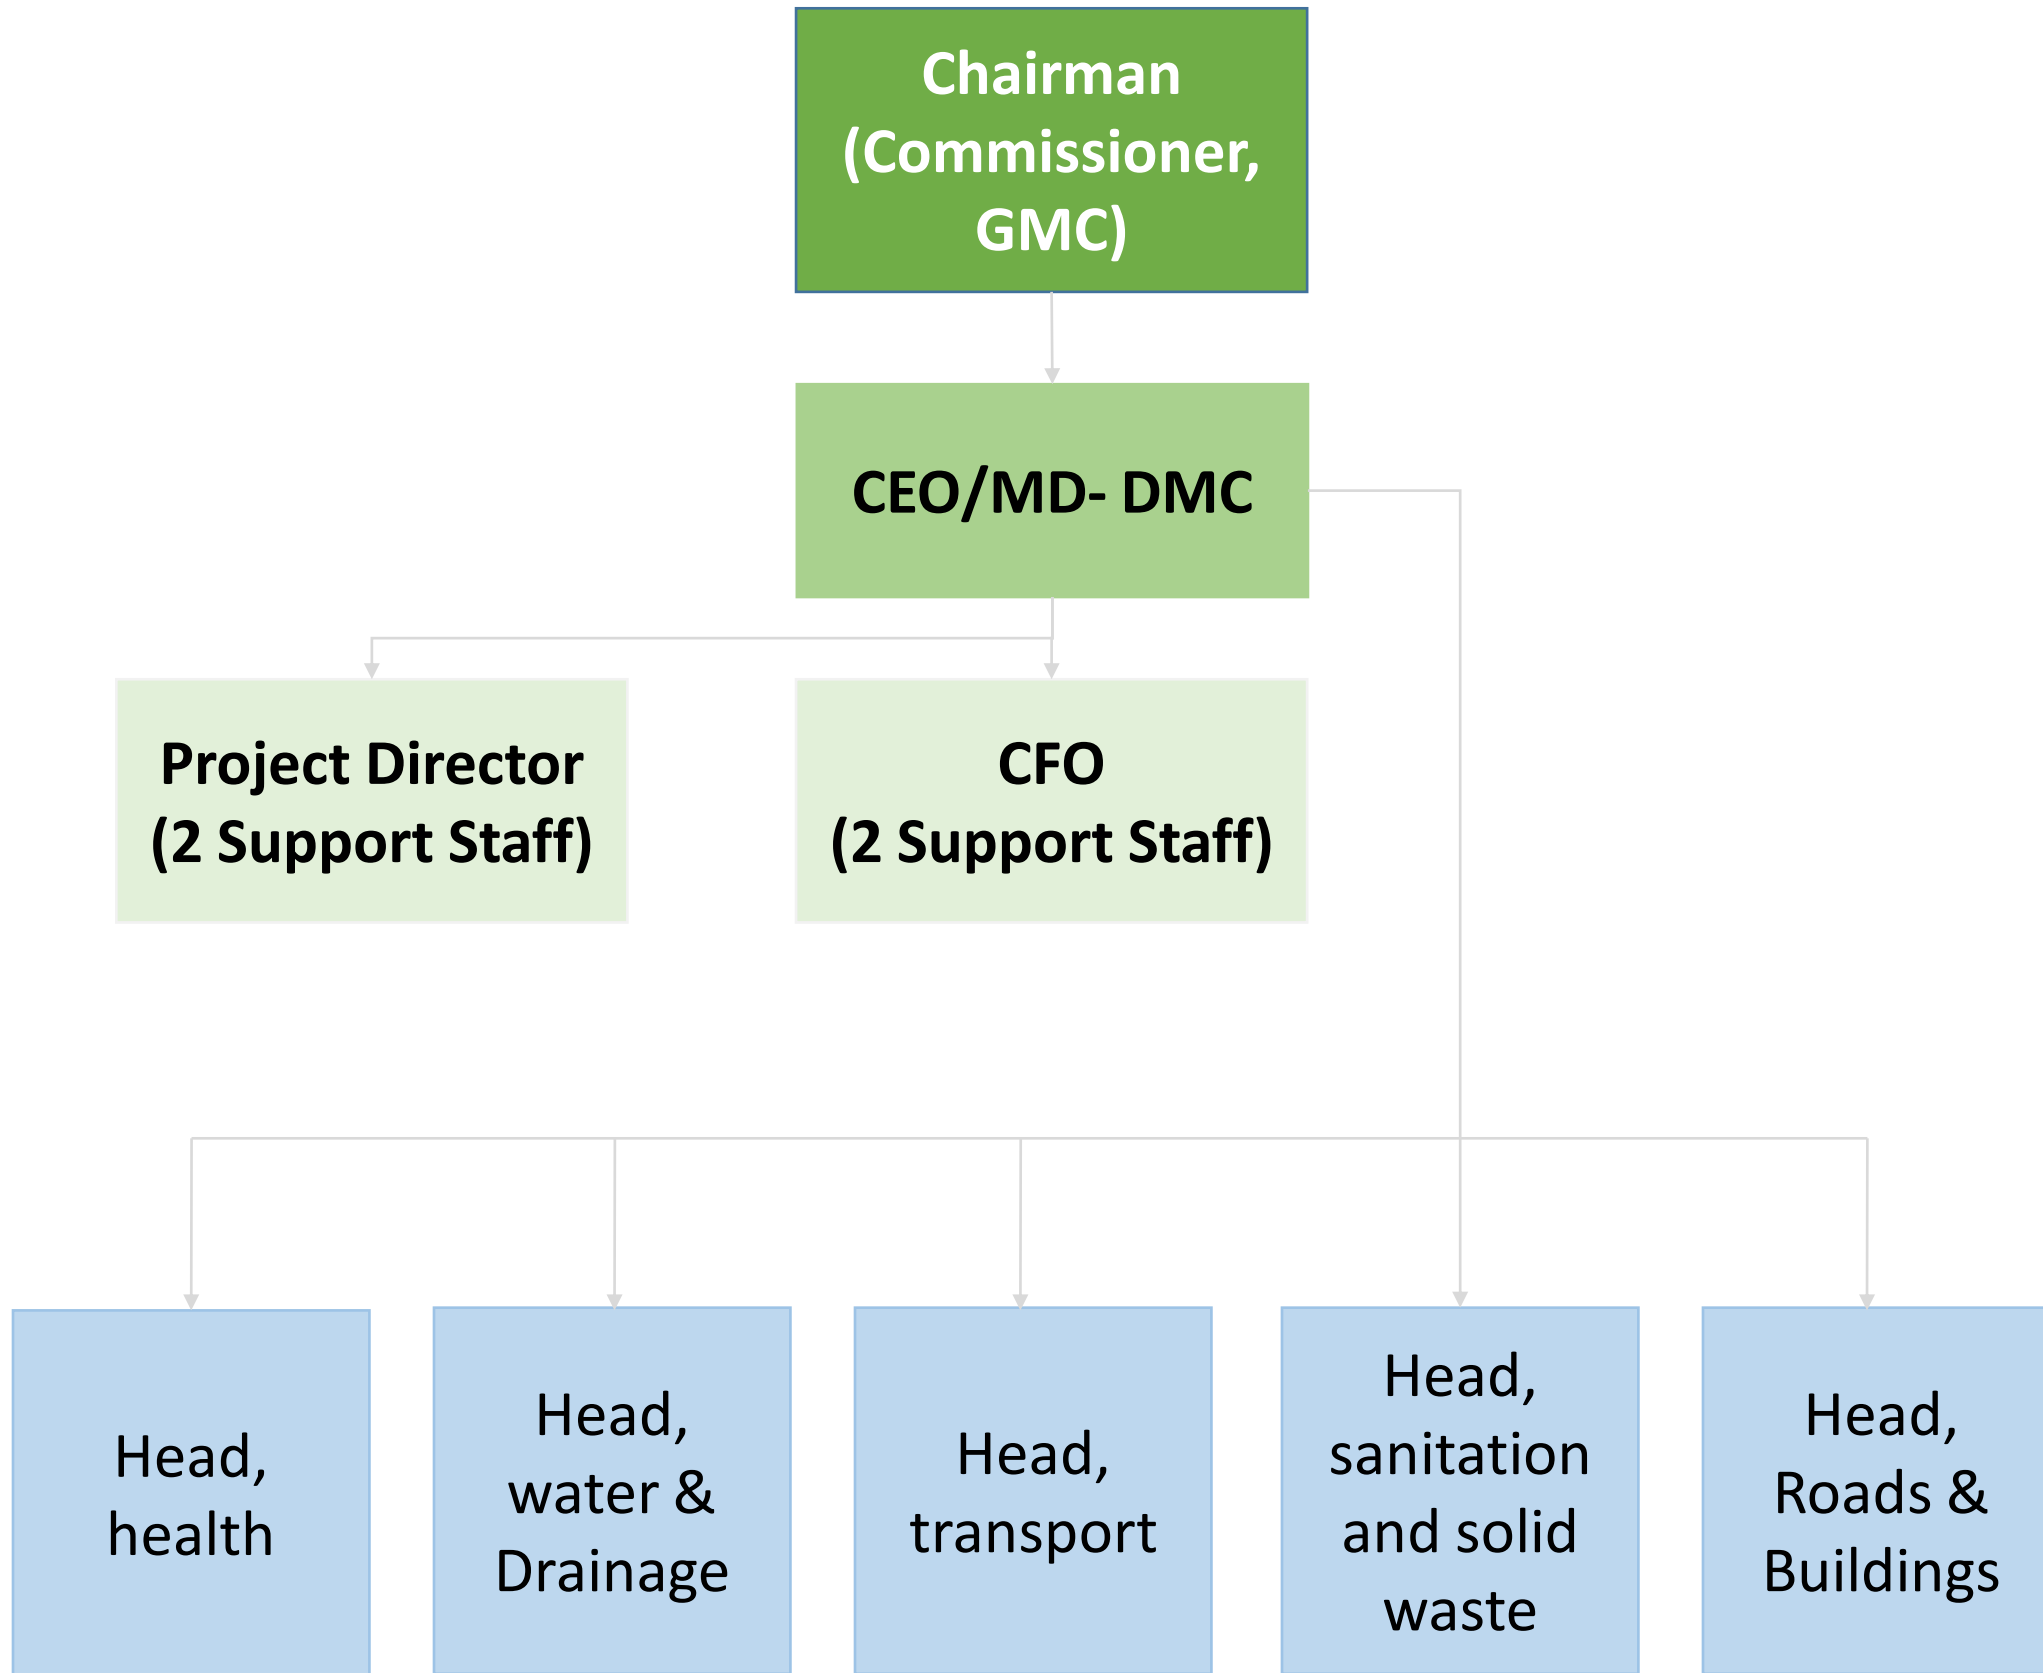 Chairman
(Commissioner,
GMC)
CEO/MD- DMC
Project Director
(2 Support Staff)
CFO
(2 Support Staff)
Head,
health
Head,
water &
Drainage
Head,
transport
Head,
sanitation
and solid
waste
Head,
Roads &
Buildings